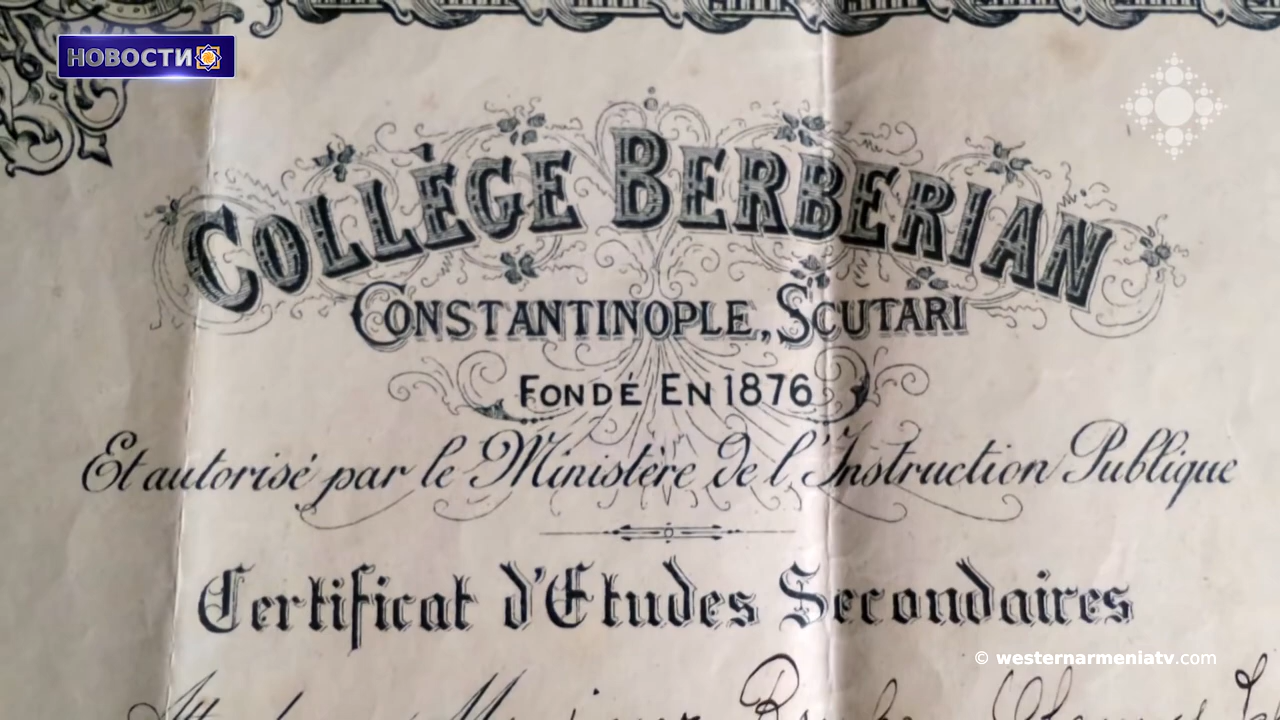 НОВОСТИ
COLLÈGE BERBERIAN
CONSTANTINOPLE, SCUTARI
FONDÉ EN 1876
Et autorisé par le Ministère de l'Instruction Publique
Certificat d'Etudes Secondaires
© westernarmeniatv.com
Monsieur